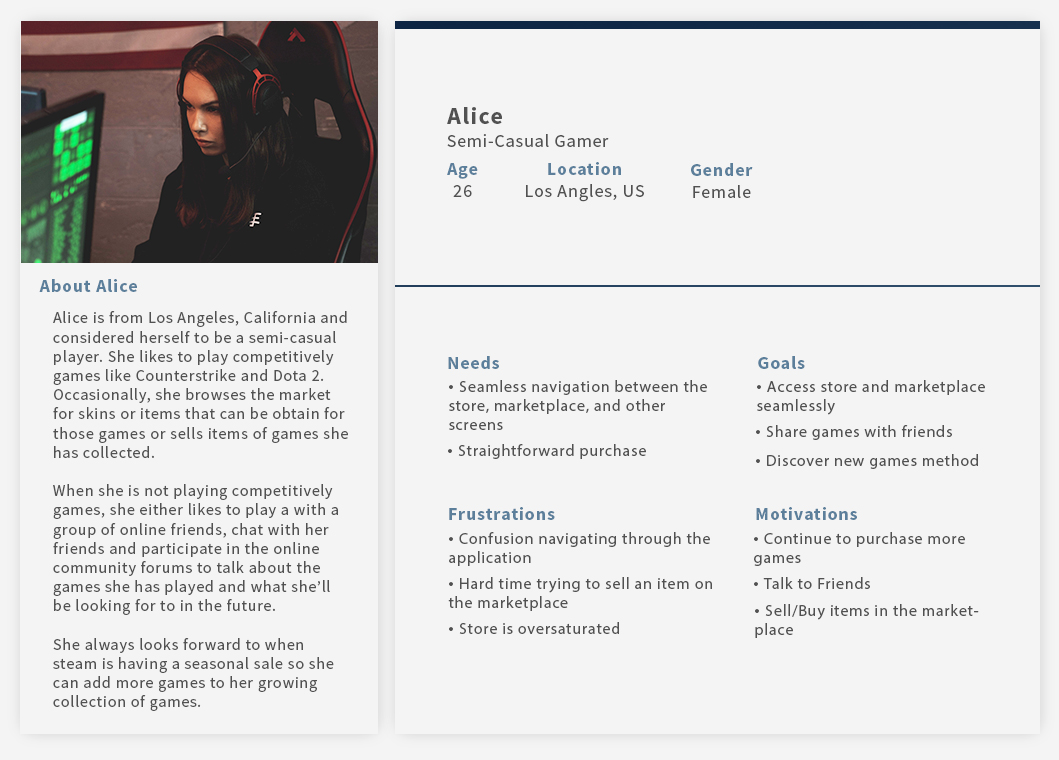 About Alice
Alice is from Los Angeles, California and
considered herself to be a semi-casual
player. She likes to play competitively
games like Counterstrike and Dota 2.
Occasionally, she browses the market
for skins or items that can be obtain for
those games or sells items of games she
has collected.
When she is not playing competitively
games, she either likes to play a with a
group of online friends, chat with her
friends and participate in the online
community forums to talk about the
games she has played and what she’ll
be looking for to in the future.
She always looks forward to when
steam is having a seasonal sale so she
can add more games to her growing
collection of games.
Alice
Semi-Casual Gamer
Age Location Gender
26 Los Angles, US Female
Needs
• Seamless navigation between the
store, marketplace, and other
screens
• Straightforward purchase
Goals
• Access store and marketplace
seamlessly
• Share games with friends
• Discover new games method
Frustrations
• Confusion navigating through the
application
• Hard time trying to sell an item on
the marketplace
• Store is oversaturated
Motivations
• Continue to purchase more
games
• Talk to Friends
• Sell/Buy items in the market-
place